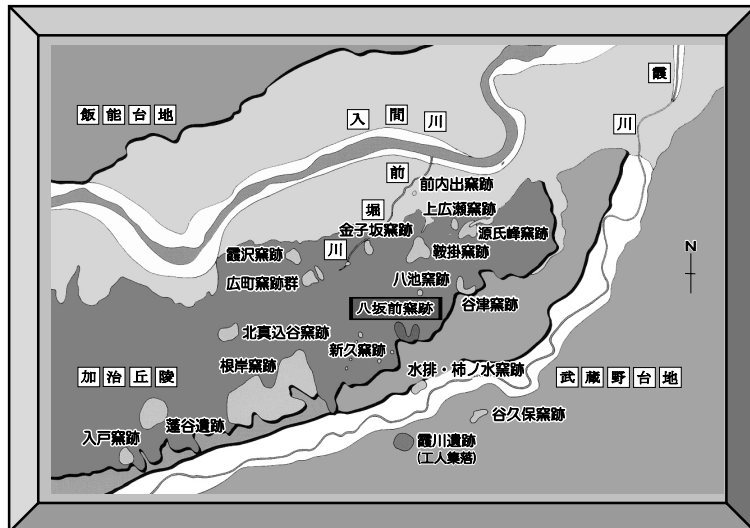 飯能台地
入間川
霞川
前堀川
前内出窯跡
上広瀬窯跡
金子坂窯跡
源氏峰窯跡
霞沢窯跡
鞍掛窯跡
広町窯跡群
八池窯跡
八坂前窯跡
谷津窯跡
北真込谷窯跡
新久窯跡
根岸窯跡
水排・柿ノ水窯跡
加治丘陵
武蔵野台地
谷久保窯跡
蓬谷遺跡
入戸窯跡
霞川遺跡
(工人集落)
N